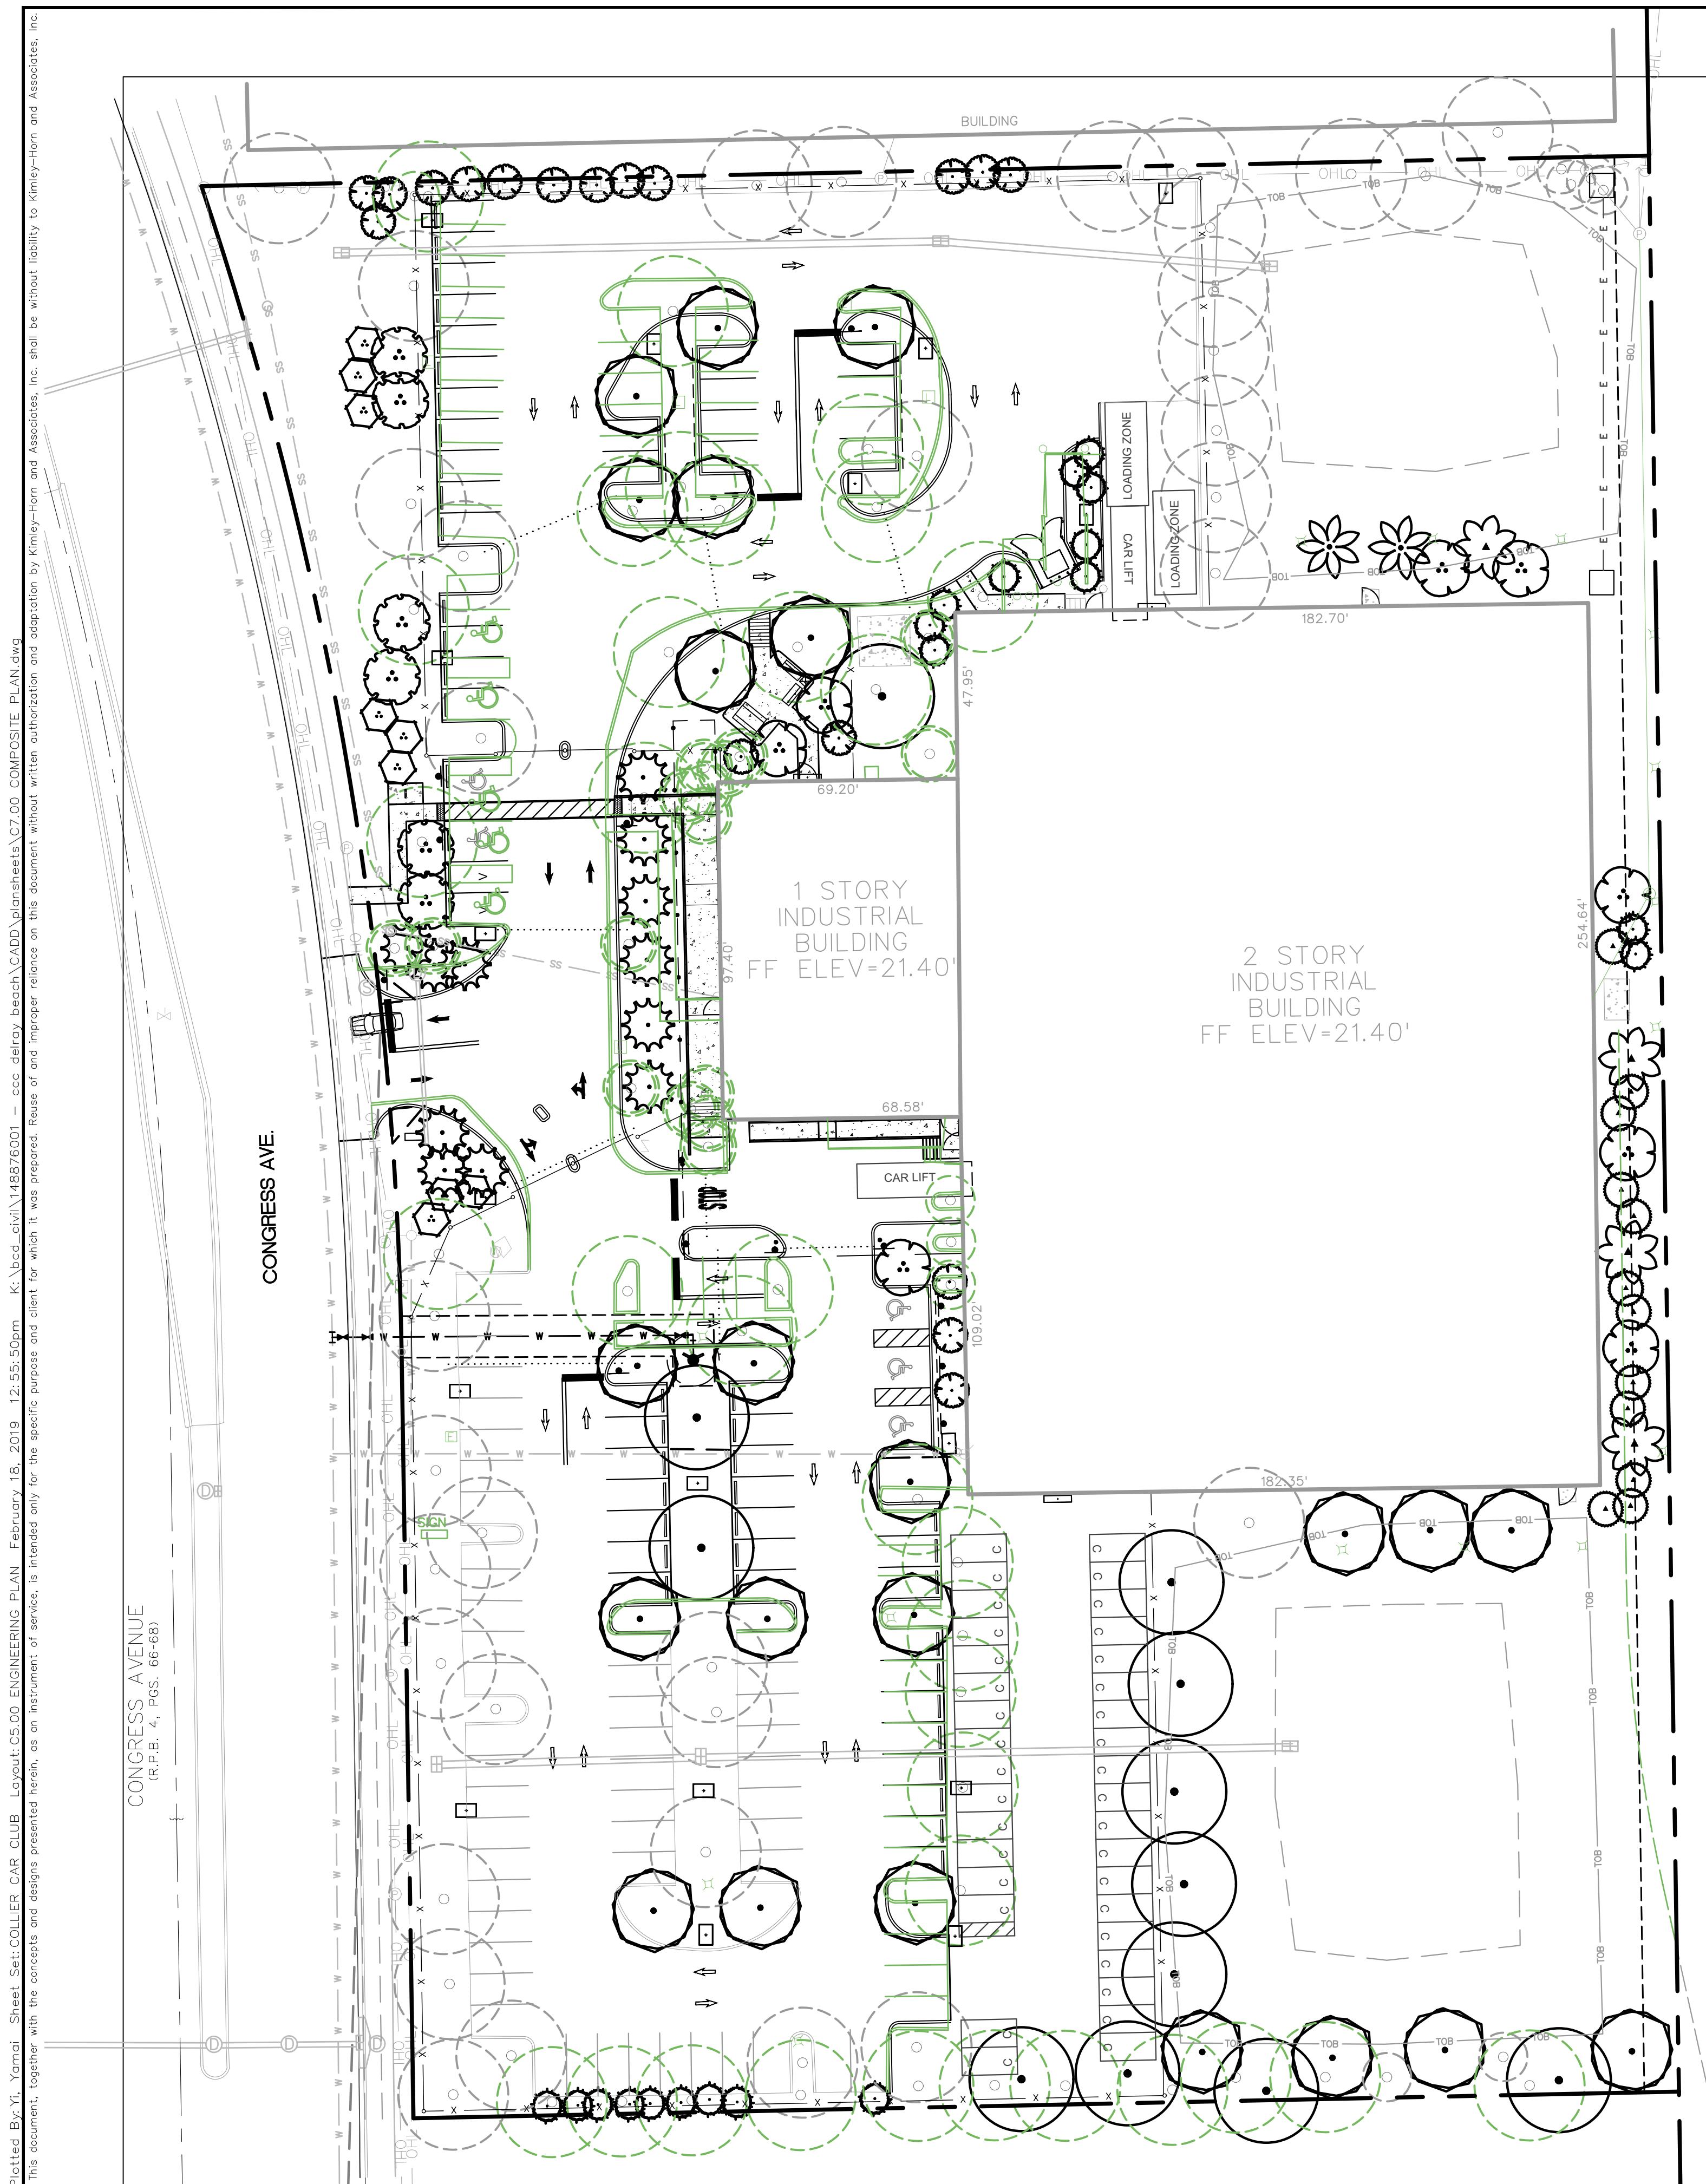 Plotted By: Yi, Yamai Sheet Set: COLLIER CAR CLUB Layout: C5.00 ENGINEERING PLAN February 18, 2019 12:55:50pm K:\bcd_civil\148876001 - ccc delray beach\CADD\plansheets\C7.00 COMPOSITE PLAN.dwg
This document, together with the concepts and designs presented herein, as an instrument of service, is intended only for the specific purpose and client for which it was prepared. Reuse of and improper reliance on this document without written authorization and adaptation by Kimley-Horn and Associates, Inc. shall be without liability to Kimley-Horn and Associates, Inc.
BUILDING
LOADING ZONE
CAR LIFT
LOADING ZONE
182.70'
47.95'
69.20'
1 STORY
INDUSTRIAL
BUILDING
FF ELEV=21.40'
97.40'
2 STORY
INDUSTRIAL
BUILDING
FF ELEV=21.40'
254.64'
68.58'
CAR LIFT
STOP
109.02'
182.35'
CONGRESS AVE.
SIGN
CONGRESS AVENUE
(R.P.B. 4, PGS. 66-68)